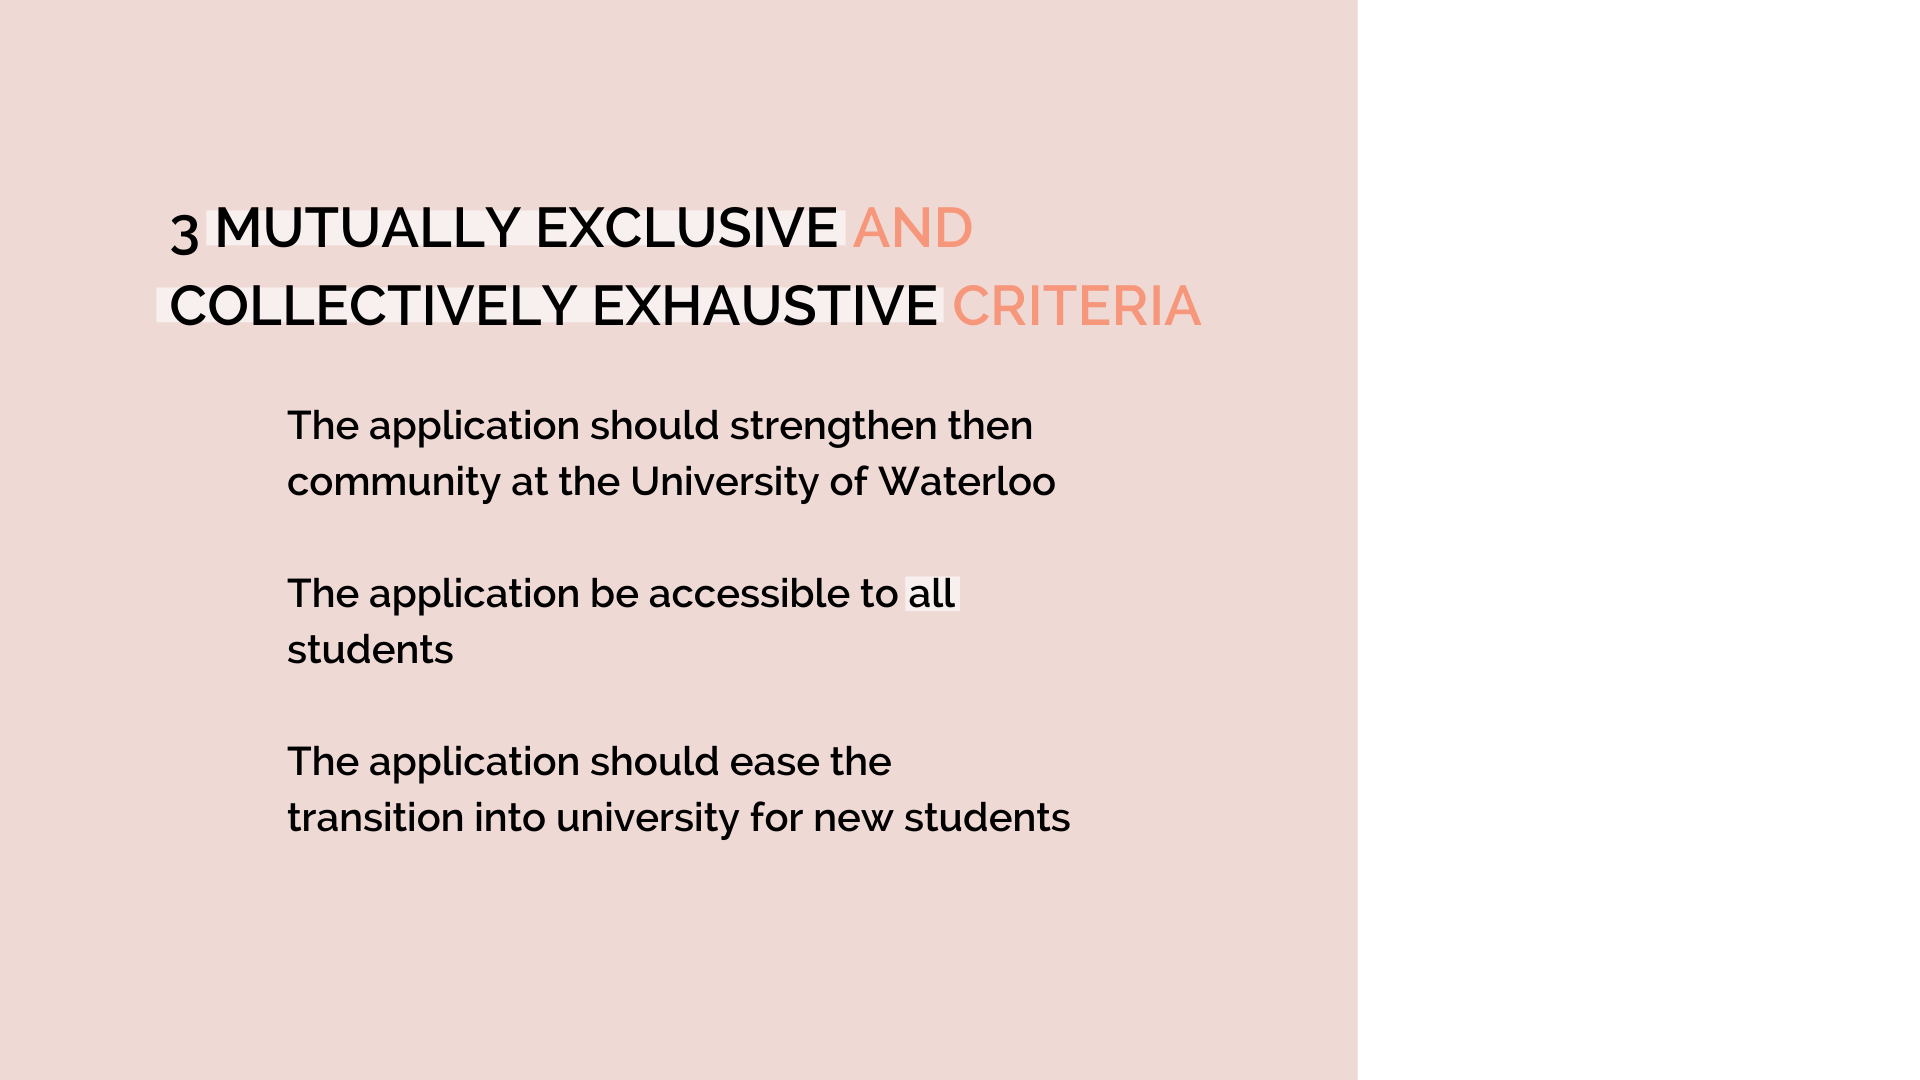 3 MUTUALLY EXCLUSIVE AND
COLLECTIVELY EXHAUSTIVE CRITERIA
The application should strengthen then
community at the University of Waterloo
The application be accessible to all
students
The application should ease the
transition into university for new students